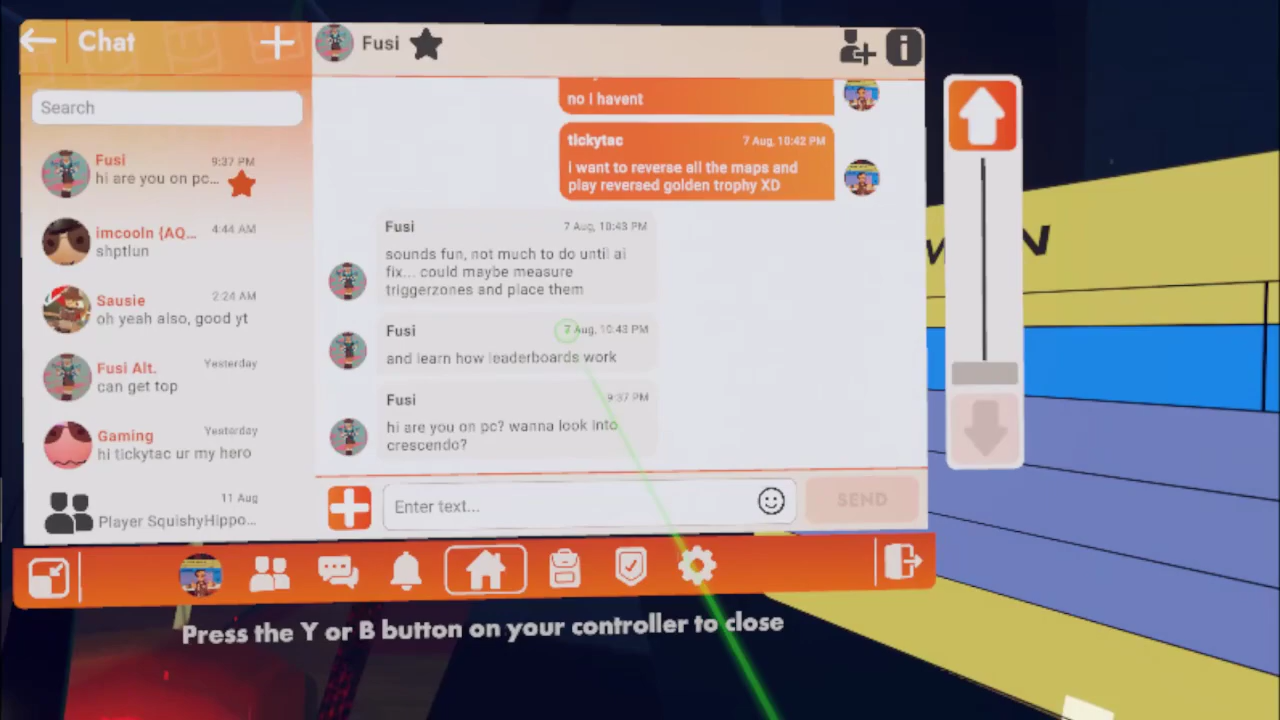 Chat
Search
Fusi
9:37 PM
hi are you on pc...
imcooln {AQ...
4:44 AM
shptlun
Sausie
2:24 AM
oh yeah also, good yt
Fusi Alt.
Yesterday
can get top
Gaming
Yesterday
hi tickytac ur my hero
11 Aug
Player SquishyHippo...
Fusi
no i havent
tickytac
7 Aug, 10:42 PM
i want to reverse all the maps and
play reversed golden trophy XD
Fusi
7 Aug, 10:43 PM
sounds fun, not much to do until ai
fix... could maybe measure
triggerzones and place them
Fusi
7 Aug, 10:43 PM
and learn how leaderboards work
Fusi
9:37 PM
hi are you on pc? wanna look into
crescendo?
Enter text...
SEND
Press the Y or B button on your controller to close